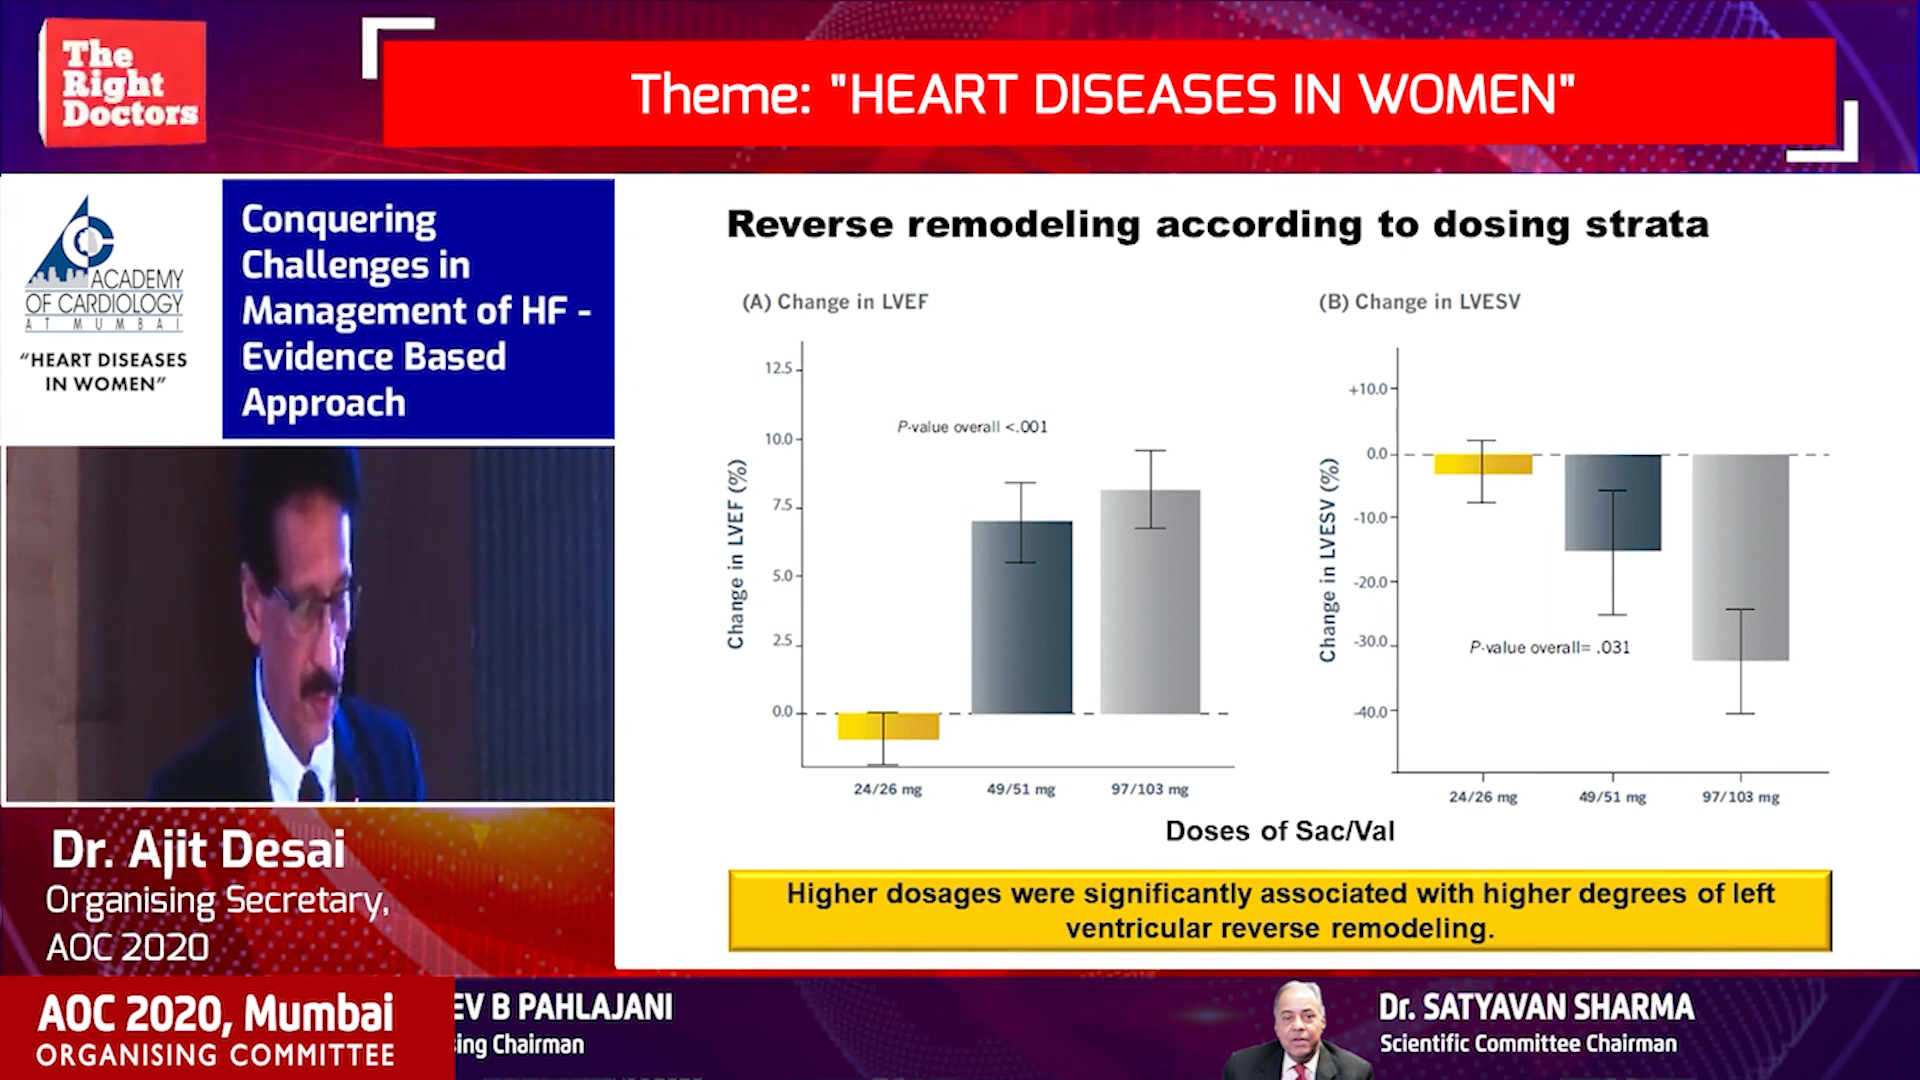 The
Right
Doctors
Theme: "HEART DISEASES IN WOMEN"
ACADEMY
OF CARDIOLOGY
AT MUMBAI
"HEART DISEASES
IN WOMEN"
Conquering
Challenges in
Management of HF -
Evidence Based
Approach
Reverse remodeling according to dosing strata
(A) Change in LVEF
12.5
10.0
7.5
5.0
2.5
0.0
Change in LVEF (%)
P-value overall <.001
24/26 mg 49/51 mg 97/103 mg
(B) Change in LVESV
+10.0
0.0
-10.0
-20.0
-30.0
-40.0
Change in LVESV (%)
P-value overall= .031
24/26 mg 49/51 mg 97/103 mg
Doses of Sac/Val
Higher dosages were significantly associated with higher degrees of left
ventricular reverse remodeling.
Dr. Ajit Desai
Organising Secretary,
AOC 2020
AOC 2020, Mumbai
ORGANISING COMMITTEE
EV B PAHLAJANI
ing Chairman
Dr. SATYAVAN SHARMA
Scientific Committee Chairman